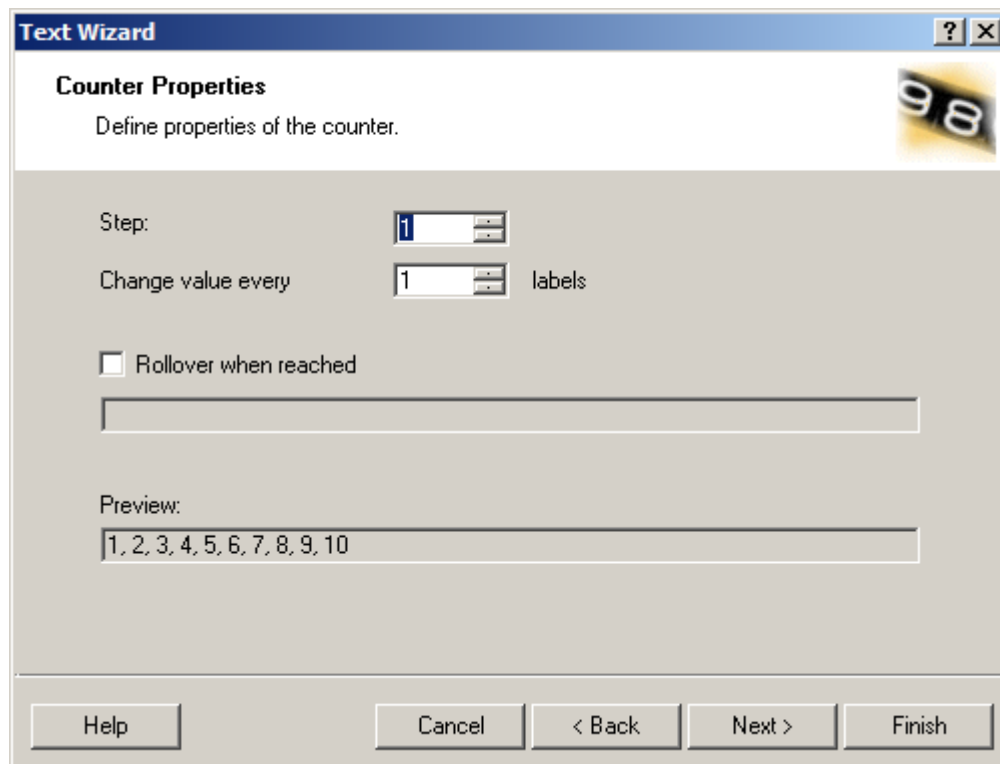 Text Wizard
Counter Properties
Define properties of the counter.
98
Step: 1
Change value every 1 labels
Rollover when reached
Preview:
1, 2, 3, 4, 5, 6, 7, 8, 9, 10
Help Cancel < Back Next > Finish